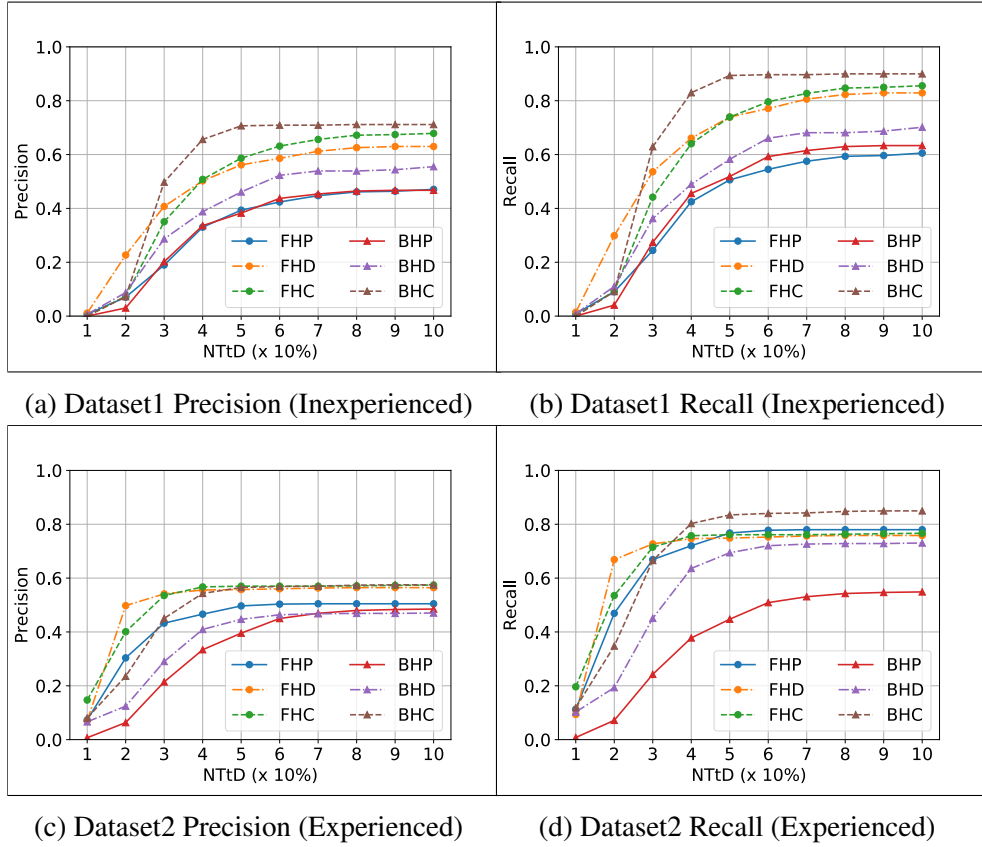 1.0
0.8
0.6
0.4
0.2
0.0
Precision
1 2 3 4 5 6 7 8 9 10
NTtD (x 10%)
FHP BHP
FHD BHD
FHC BHC
(a) Dataset1 Precision (Inexperienced)
1.0
0.8
0.6
0.4
0.2
0.0
Recall
1 2 3 4 5 6 7 8 9 10
NTtD (x 10%)
FHP BHP
FHD BHD
FHC BHC
(b) Dataset1 Recall (Inexperienced)
1.0
0.8
0.6
0.4
0.2
0.0
Precision
1 2 3 4 5 6 7 8 9 10
NTtD (x 10%)
FHP BHP
FHD BHD
FHC BHC
(c) Dataset2 Precision (Experienced)
1.0
0.8
0.6
0.4
0.2
0.0
Recall
1 2 3 4 5 6 7 8 9 10
NTtD (x 10%)
FHP BHP
FHD BHD
FHC BHC
(d) Dataset2 Recall (Experienced)